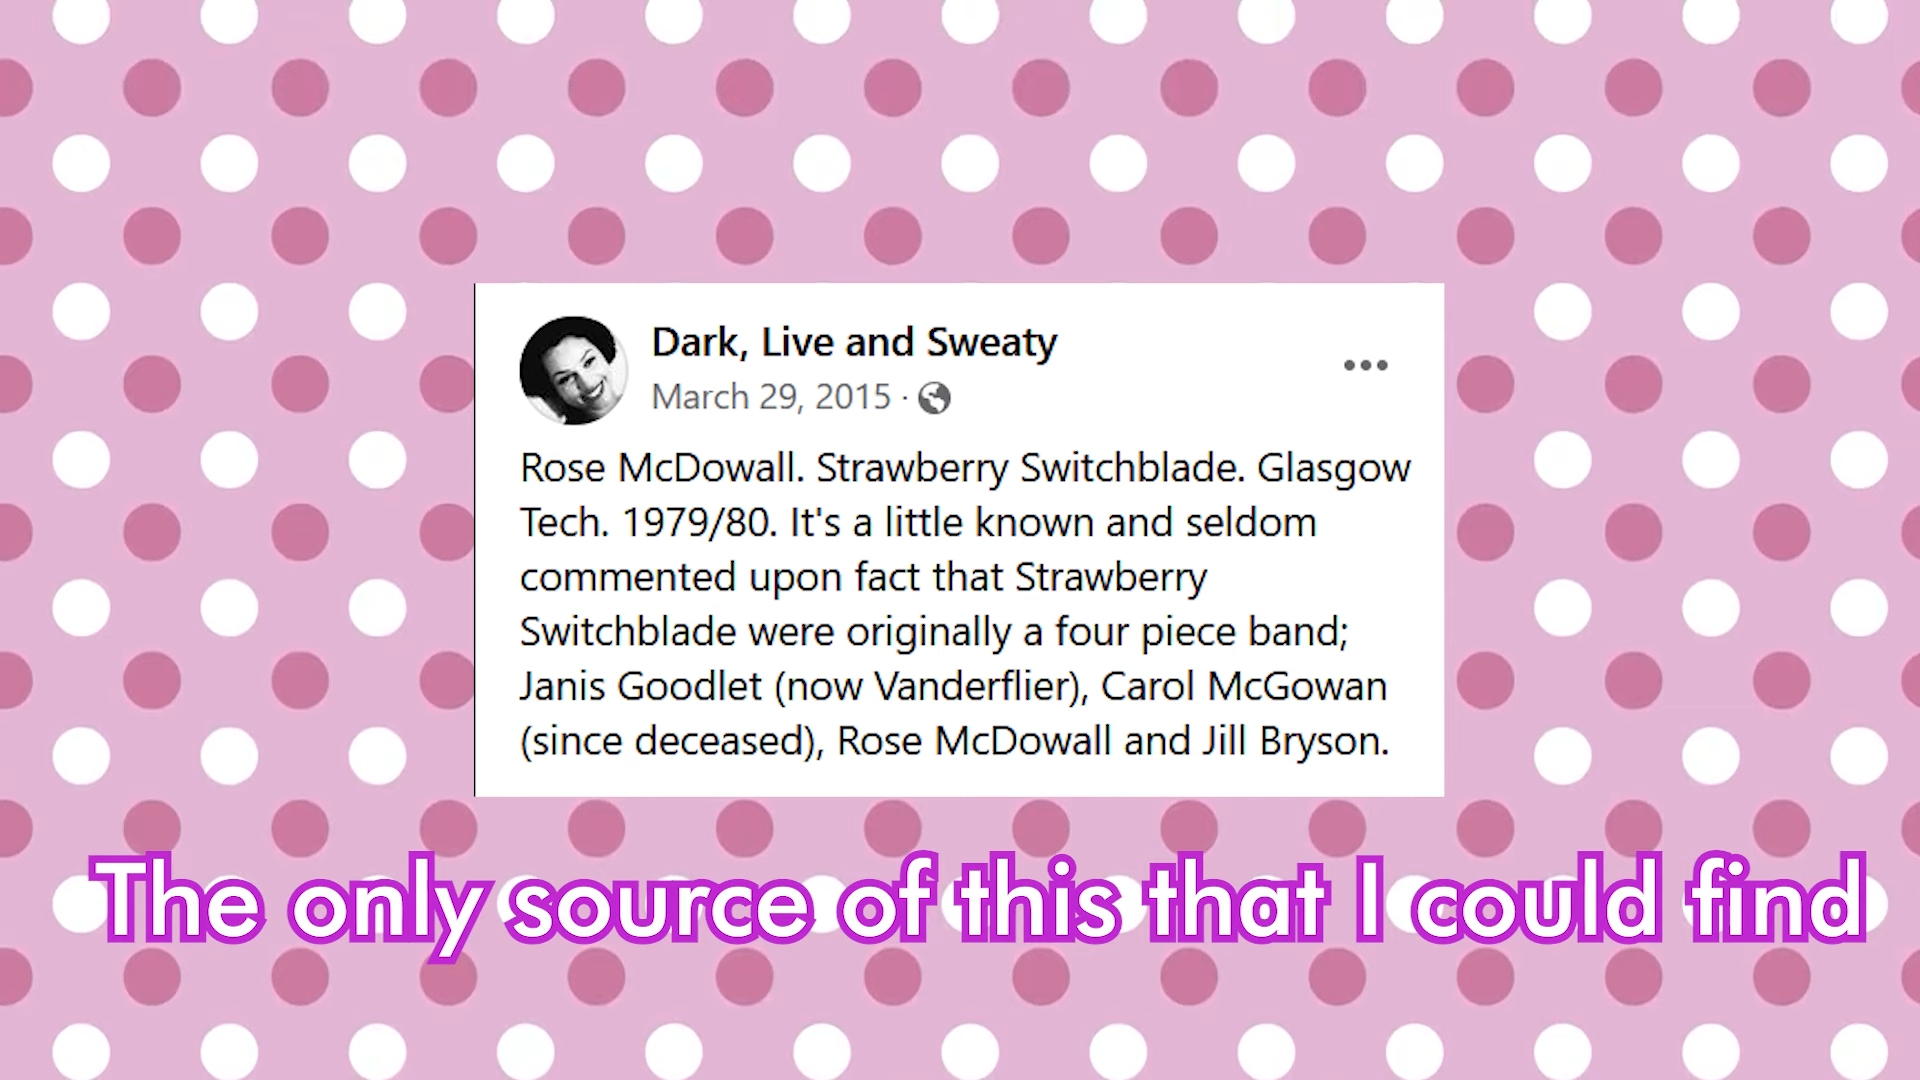 Dark, Live and Sweaty
March 29, 2015 ·
Rose McDowall. Strawberry Switchblade. Glasgow
Tech. 1979/80. It's a little known and seldom
commented upon fact that Strawberry
Switchblade were originally a four piece band;
Janis Goodlet (now Vanderflier), Carol McGowan
(since deceased), Rose McDowall and Jill Bryson.
The only source of this that I could find